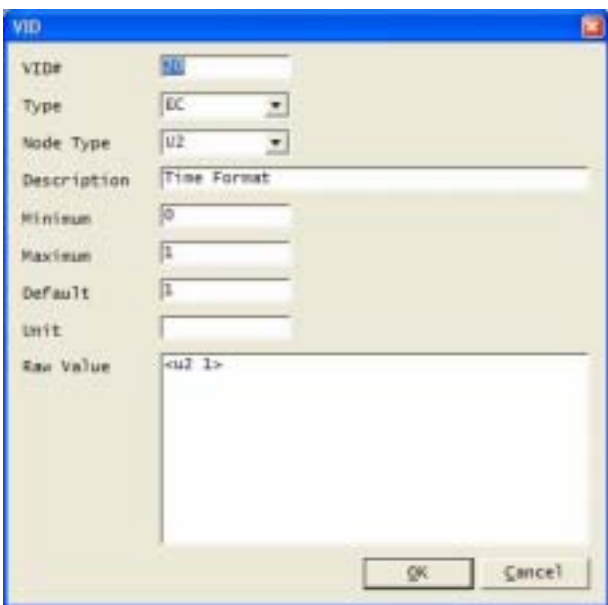 VID
VID# 20
Type EC
Node Type U2
Description Time Format
Minimum 0
Maximum 1
Default 1
Unit
Raw Value <u2 1>
OK Cancel